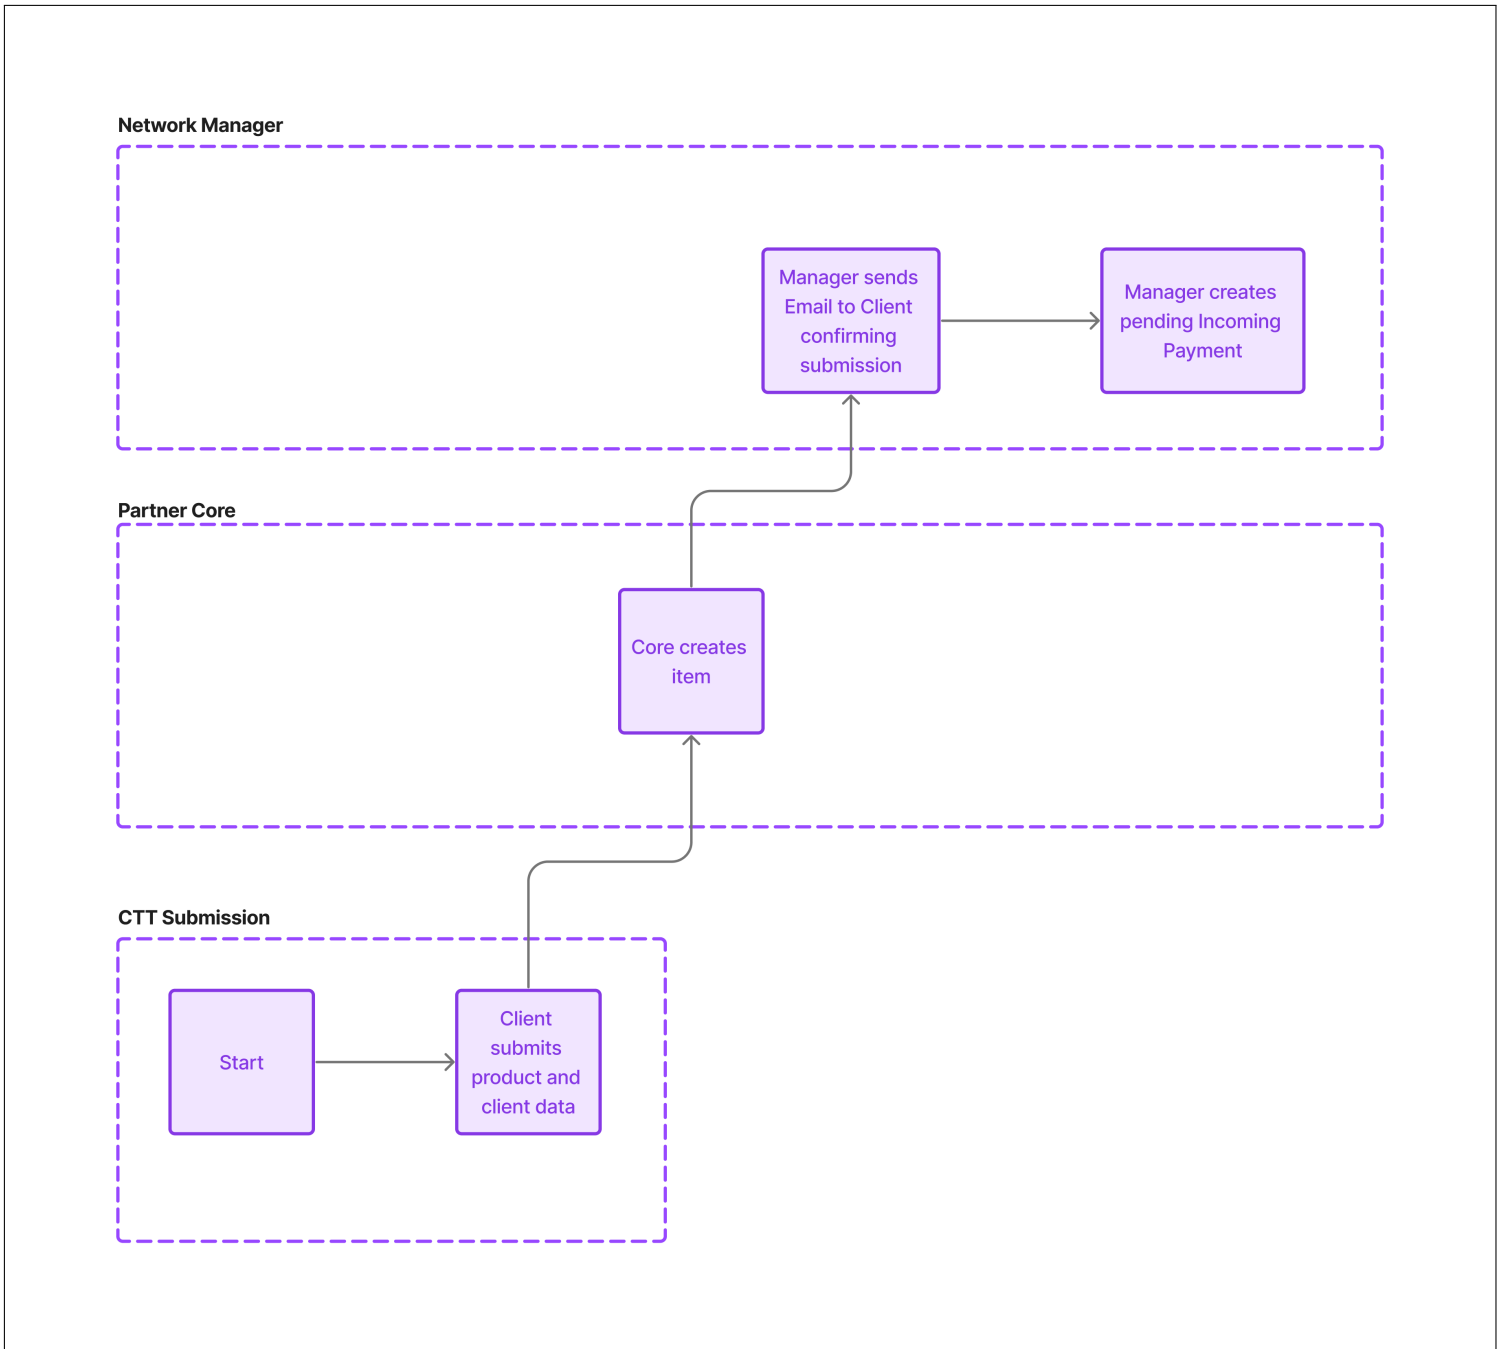 Network Manager
Manager sends
Email to Client
confirming
submission
Manager creates
pending Incoming
Payment
Partner Core
Core creates
item
CTT Submission
Start
Client
submits
product and
client data